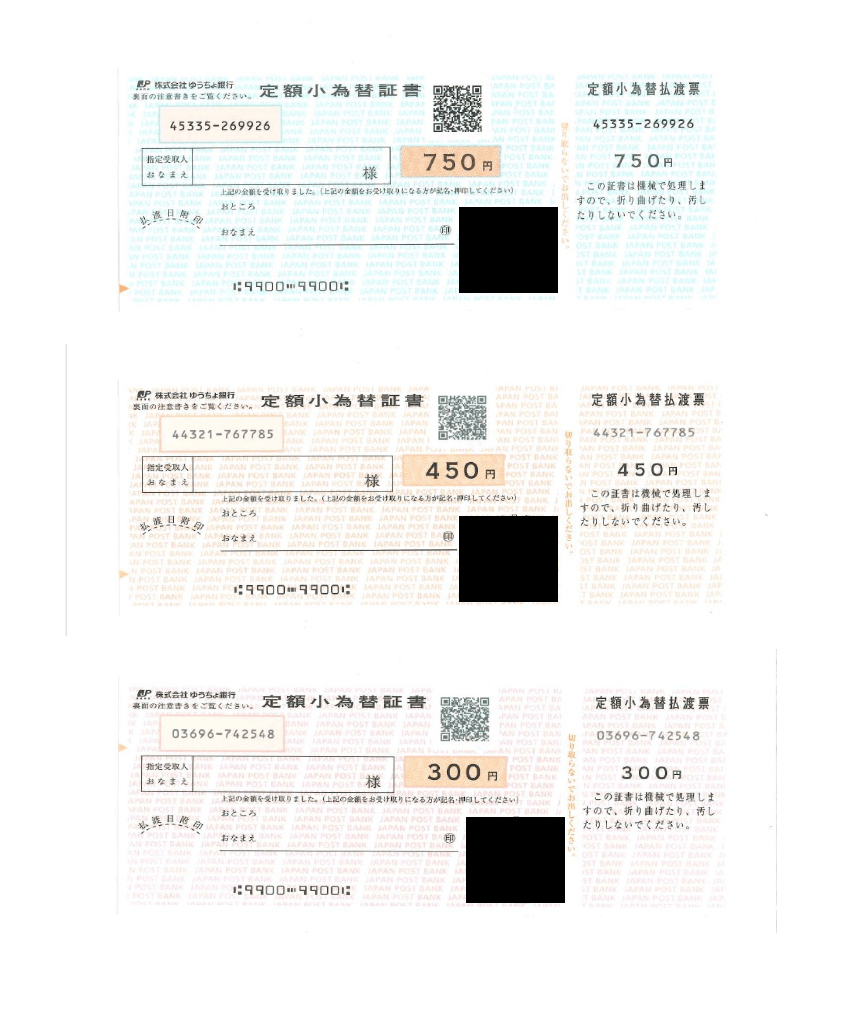 JP 株式会社 ゆうちょ銀行
裏面の注意書きをご覧ください。
定額小為替証書
45335-269926
指定受取人
おなまえ
様
750円
上記の金額を受け取りました。(上記の金額をお受け取りになる方が記名・押印してください)
おところ
おなまえ
印
払渡日附印
9900 9900
切り取らないでお出しください。
定額小為替払渡票
45335-269926
750円
この証書は機械で処理しま
すので、折り曲げたり、汚し
たりしないでください。
JP 株式会社 ゆうちょ銀行
裏面の注意書きをご覧ください。
定額小為替証書
44321-767785
指定受取人
おなまえ
様
450円
上記の金額を受け取りました。(上記の金額をお受け取りになる方が記名・押印してください)
おところ
おなまえ
印
払渡日附印
9900 9900
切り取らないでお出しください。
定額小為替払渡票
44321-767785
450円
この証書は機械で処理しま
すので、折り曲げたり、汚し
たりしないでください。
JP 株式会社 ゆうちょ銀行
裏面の注意書きをご覧ください。
定額小為替証書
03696-742548
指定受取人
おなまえ
様
300円
上記の金額を受け取りました。(上記の金額をお受け取りになる方が記名・押印してください)
おところ
おなまえ
印
払渡日附印
9900 9900
切り取らないでお出しください。
定額小為替払渡票
03696-742548
300円
この証書は機械で処理しま
すので、折り曲げたり、汚し
たりしないでください。
JAPAN POST BANK